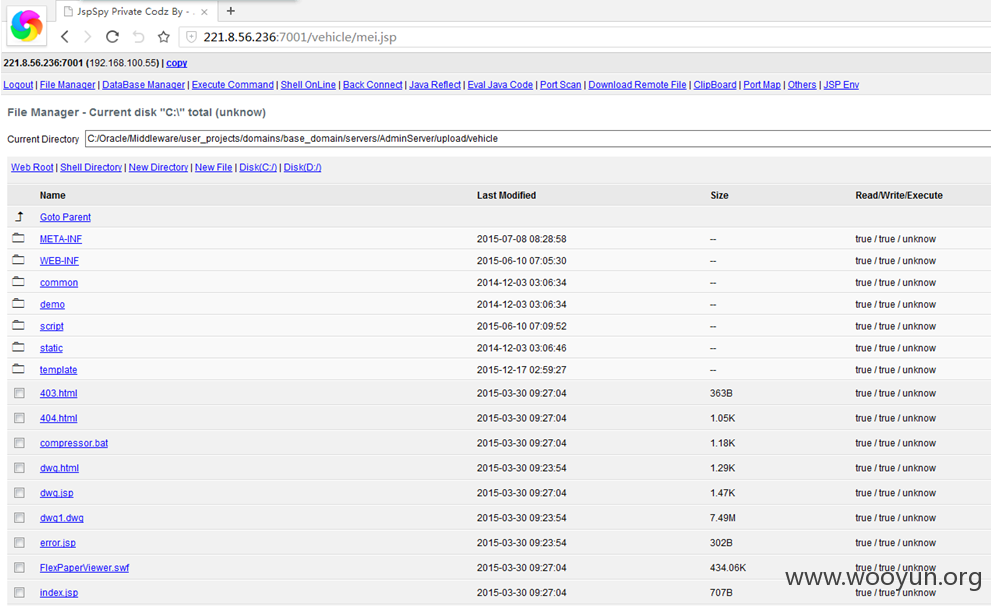 JspSpy Private Codz By - .
221.8.56.236:7001/vehicle/mei.jsp
221.8.56.236:7001 (192.168.100.55) | copy
Logout | File Manager | DataBase Manager | Execute Command | Shell OnLine | Back Connect | Java Reflect | Eval Java Code | Port Scan | Download Remote File | ClipBoard | Port Map | Others | JSP Env
File Manager - Current disk "C:\" total (unknow)
Current Directory C:/Oracle/Middleware/user_projects/domains/base_domain/servers/AdminServer/upload/vehicle
Web Root | Shell Directory | New Directory | New File | Disk(C:/) | Disk(D:/)
Name Last Modified Size Read/Write/Execute
Goto Parent
META-INF 2015-07-08 08:28:58 -- true / true / unknow
WEB-INF 2015-06-10 07:05:30 -- true / true / unknow
common 2014-12-03 03:06:34 -- true / true / unknow
demo 2014-12-03 03:06:34 -- true / true / unknow
script 2015-06-10 07:09:52 -- true / true / unknow
static 2014-12-03 03:06:46 -- true / true / unknow
template 2015-12-17 02:59:27 -- true / true / unknow
403.html 2015-03-30 09:27:04 363B true / true / unknow
404.html 2015-03-30 09:27:04 1.05K true / true / unknow
compressor.bat 2015-03-30 09:27:04 1.18K true / true / unknow
dwg.html 2015-03-30 09:23:54 1.29K true / true / unknow
dwg.jsp 2015-03-30 09:27:04 1.47K true / true / unknow
dwg1.dwg 2015-03-30 09:23:54 7.49M true / true / unknow
error.jsp 2015-03-30 09:23:54 302B true / true / unknow
FlexPaperViewer.swf 2015-03-30 09:27:04 434.06K true / true / unknow
index.jsp 2015-03-30 09:27:04 707B true / true / unknow
www.wooyun.org